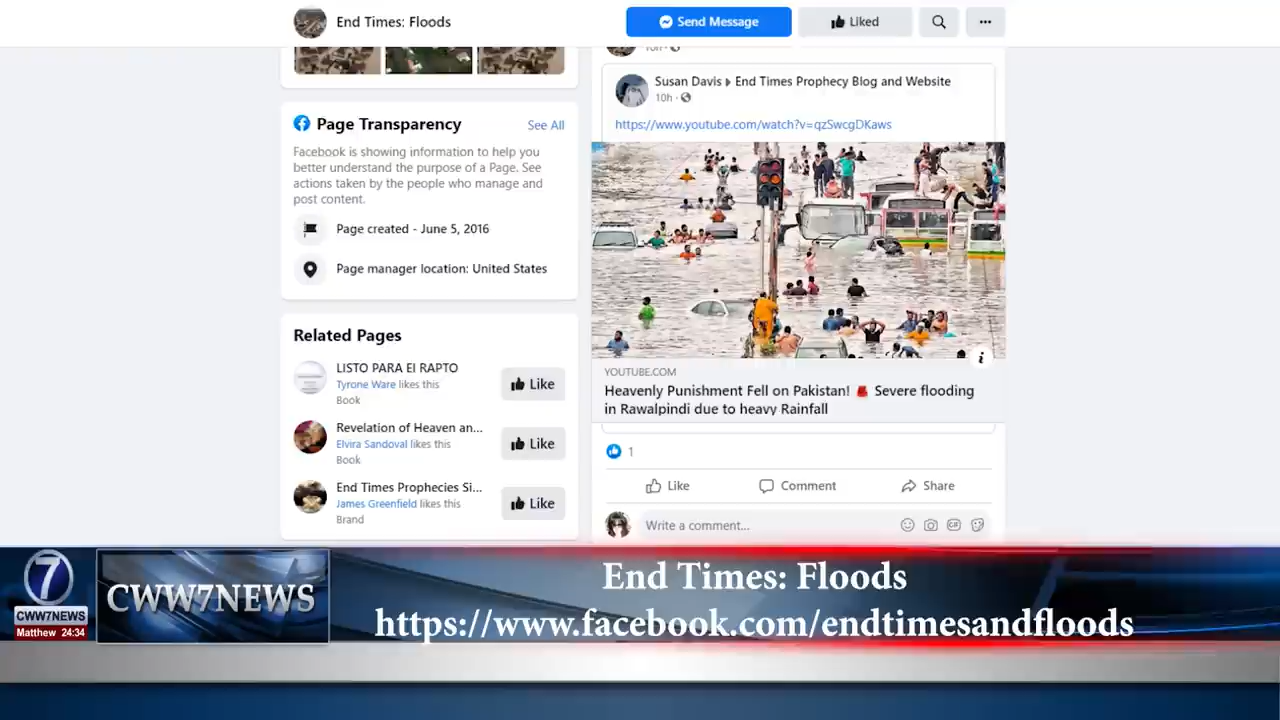 End Times: Floods
Send Message
Liked
Page Transparency
See All
Facebook is showing information to help you
better understand the purpose of a Page. See
actions taken by the people who manage and
post content.
Page created - June 5, 2016
Page manager location: United States
Related Pages
LISTO PARA El RAPTO
Tyrone Ware likes this
Book
Like
Revelation of Heaven an...
Elvira Sandoval likes this
Book
Like
End Times Prophecies Si...
James Greenfield likes this
Brand
Like
10h ·
Susan Davis End Times Prophecy Blog and Website
10h ·
https://www.youtube.com/watch?v=qzSwcgDKaws
YOUTUBE.COM
Heavenly Punishment Fell on Pakistan! Severe flooding
in Rawalpindi due to heavy Rainfall
1
Like
Comment
Share
Write a comment...
GIF
7
CWW7NEWS
Matthew 24:34
CWW7NEWS
End Times: Floods
https://www.facebook.com/endtimesandfloods